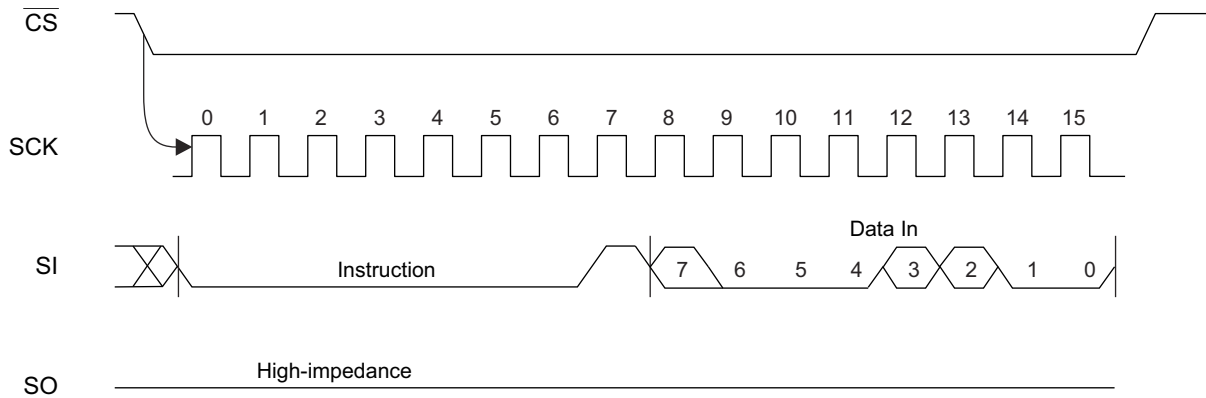 CS
0 1 2 3 4 5 6 7 8 9 10 11 12 13 14 15
SCK
Data In
SI
Instruction
7 6 5 4 3 2 1 0
High-impedance
SO